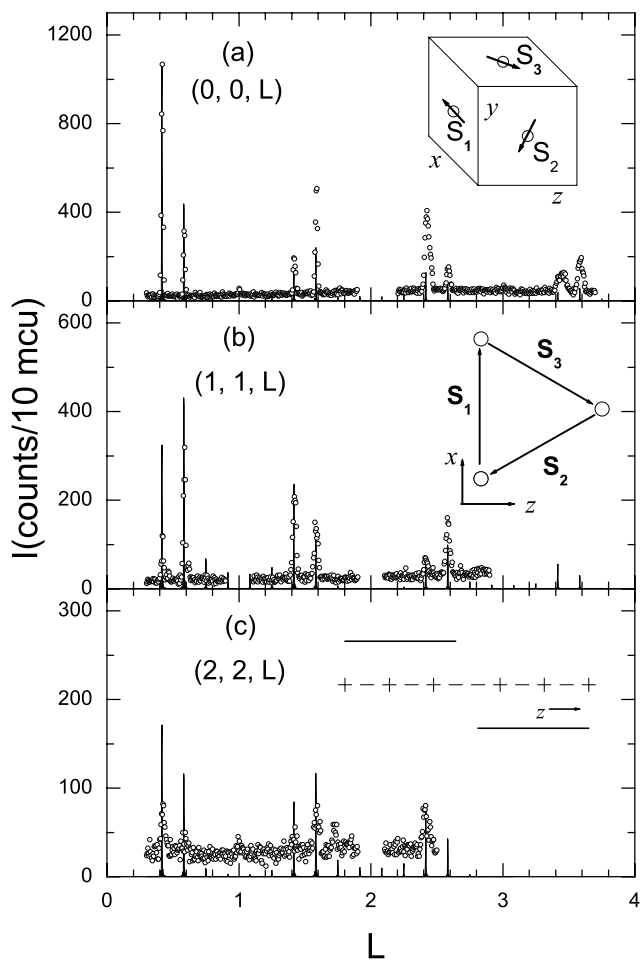 1200
(a)
(0, 0, L)
S3
y
S1
S2
x
z
800
400
0
600
(b)
(1, 1, L)
S3
S1
S2
x
z
400
200
0
I(counts/10 mcu)
300
(c)
(2, 2, L)
z
200
100
0
0 1 2 3 4
L